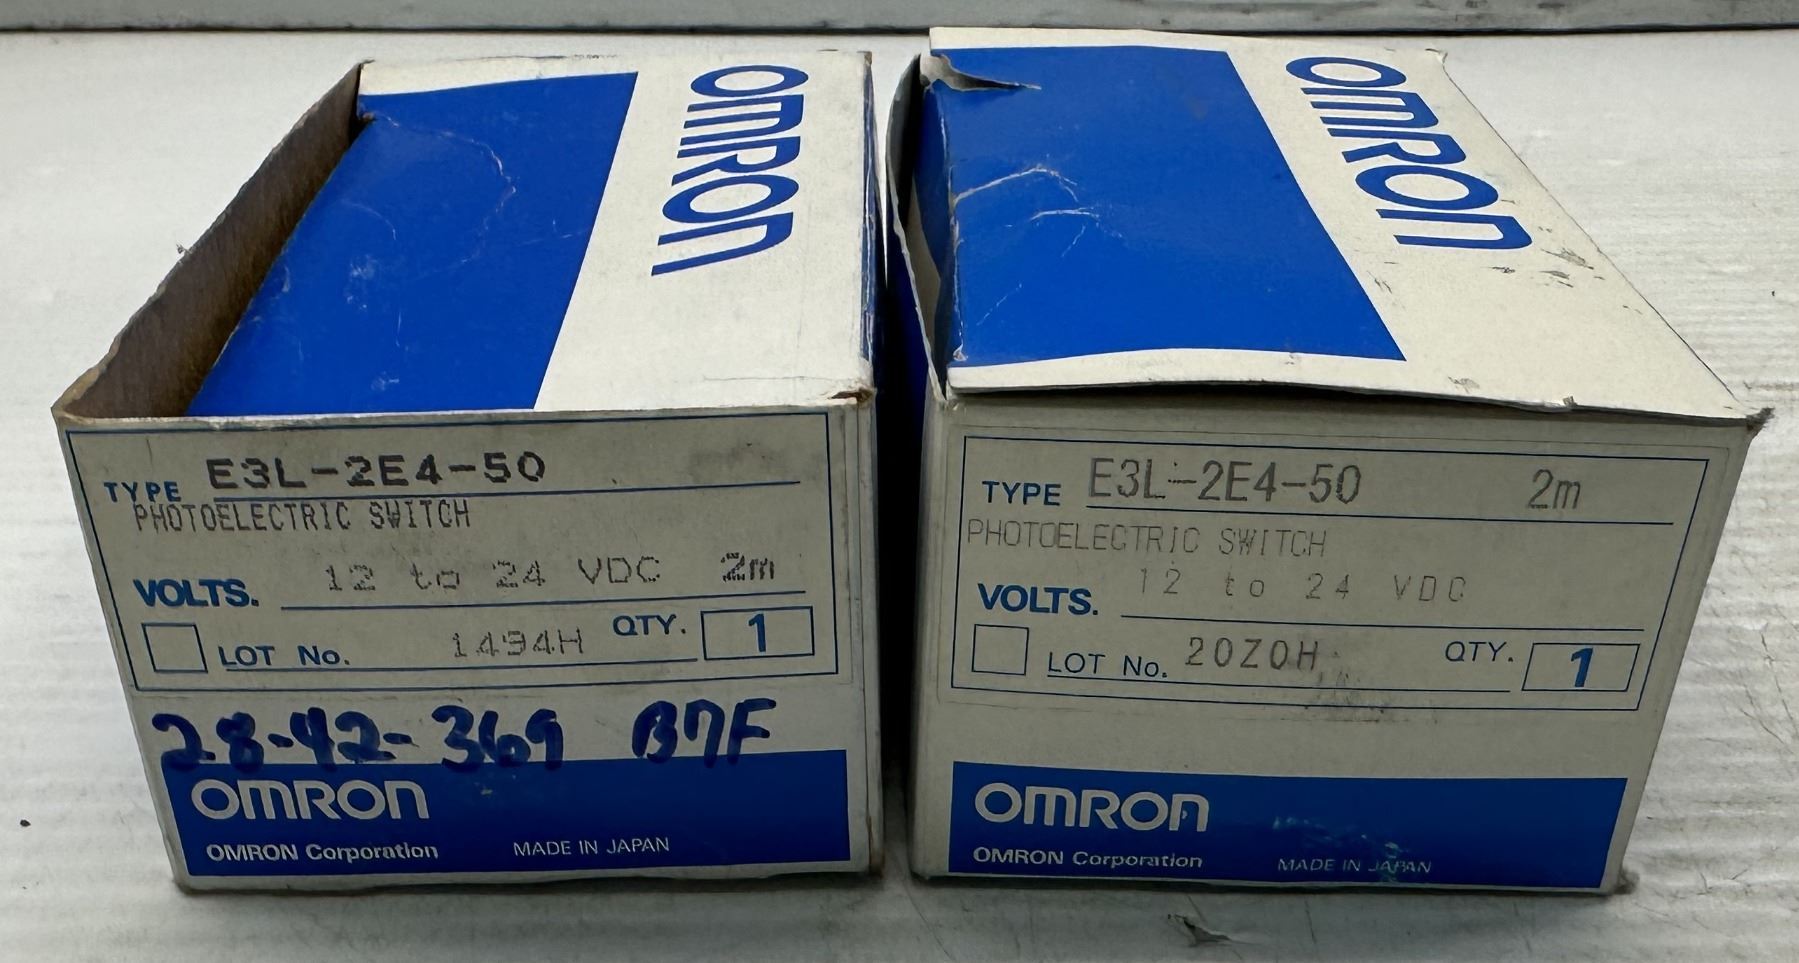 OMRON
TYPE E3L-2E4-50
PHOTOELECTRIC SWITCH
VOLTS. 12 to 24 VDC 2m
LOT No. 1494H QTY. 1
28-42-369 B7F
OMRON
OMRON Corporation MADE IN JAPAN
OMRON
TYPE E3L-2E4-50 2m
PHOTOELECTRIC SWITCH
VOLTS. 12 to 24 VDC
LOT No. 20Z0H QTY. 1
OMRON
OMRON Corporation MADE IN JAPAN